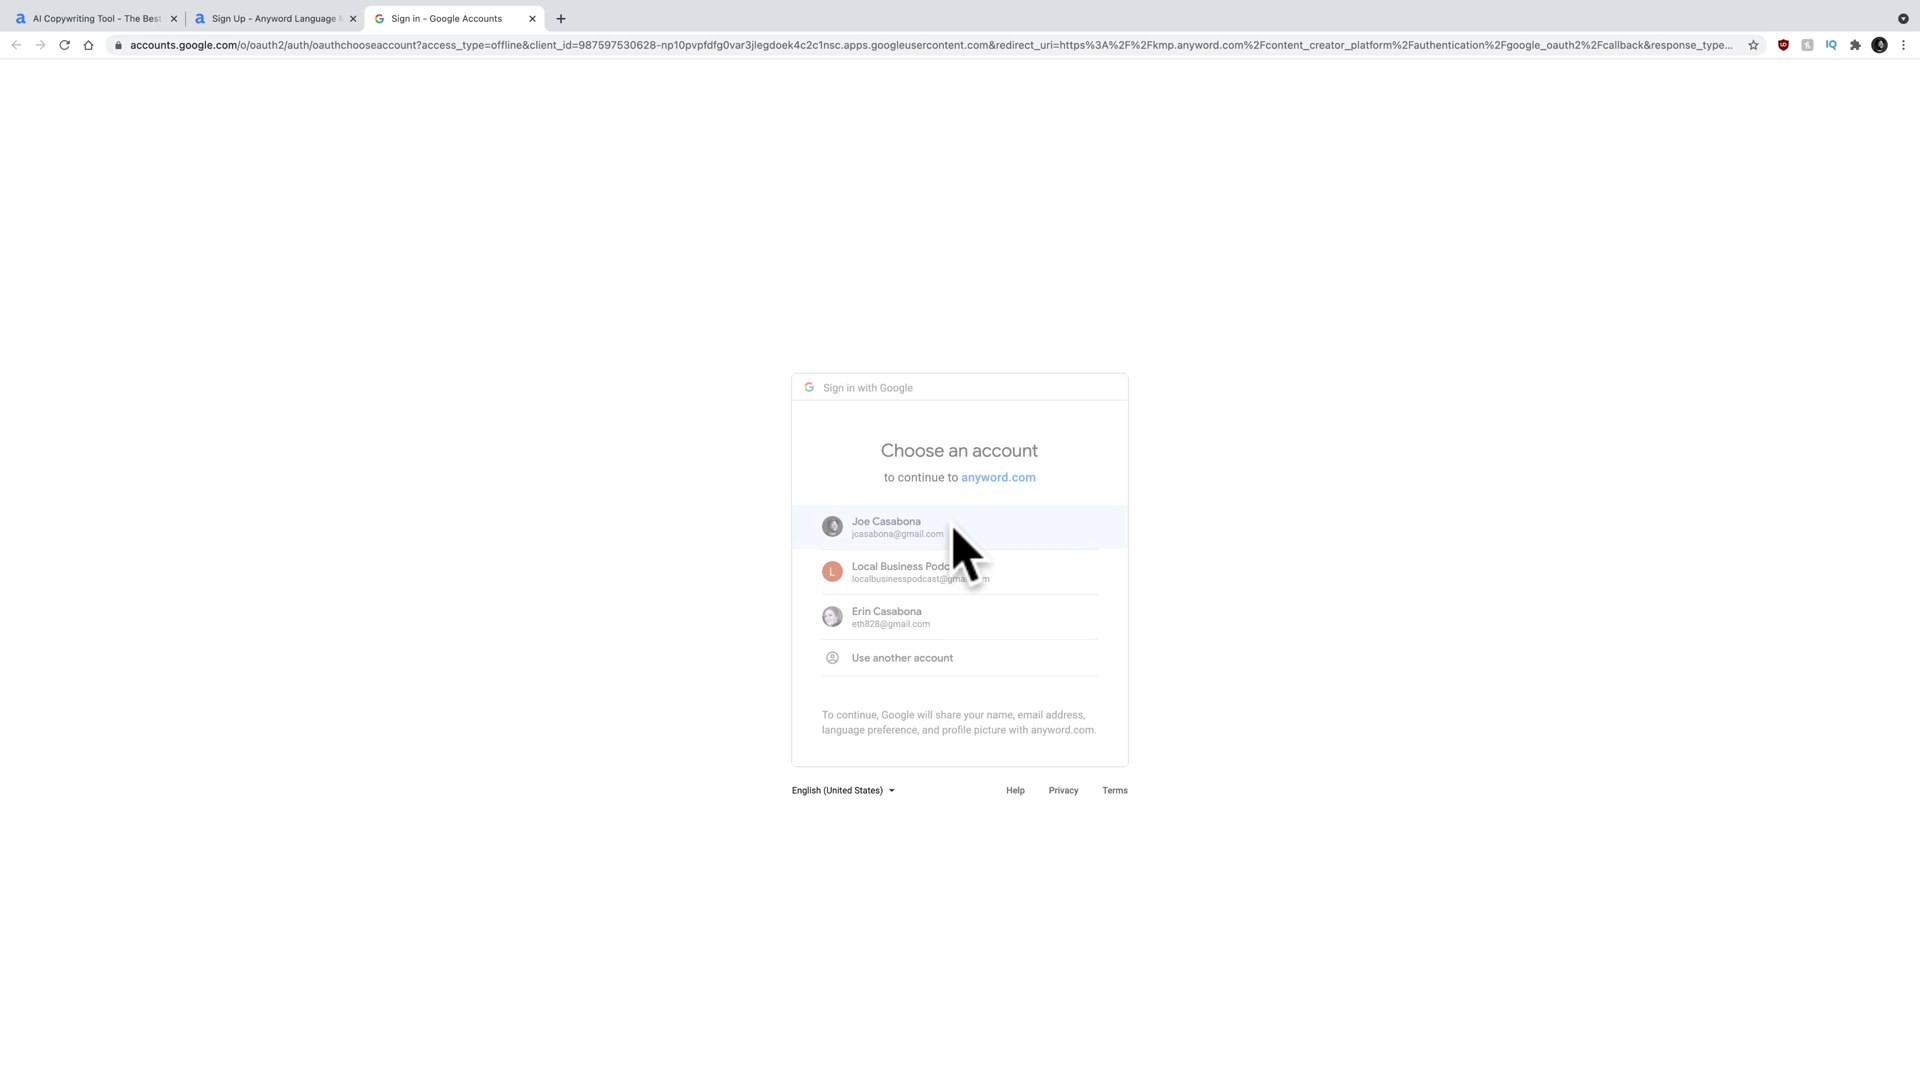 AI Copywriting Tool - The Best
Sign Up - Anyword Language
Sign in - Google Accounts
accounts.google.com/o/oauth2/auth/oauthchooseaccount?access_type=offline&client_id=987597530628-np10pvpfdfg0var3jlegdoek4c2c1nsc.apps.googleusercontent.com&redirect_uri=https%3A%2F%2Fkmp.anyword.com%2Fcontent_creator_platform%2Fauthentication%2Fgoogle_oauth2%2Fcallback&response_type...
IQ
Sign in with Google
Choose an account
to continue to anyword.com
Joe Casabona
jcasabona@gmail.com
L
Local Business
localbusinesspodcast@
Erin Casabona
eth828@gmail.com
Use another account
To continue, Google will share your name, email address,
language preference, and profile picture with anyword.com.
English (United States)
Help
Privacy
Terms